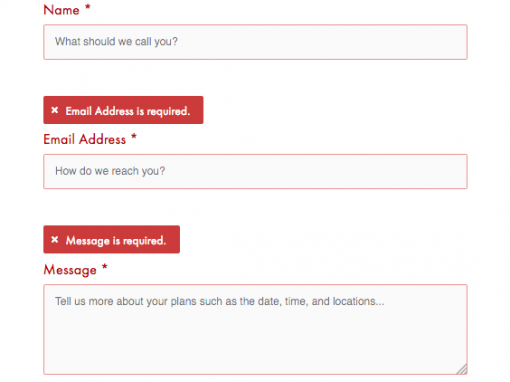 Name *
What should we call you?
× Email Address is required.
Email Address *
How do we reach you?
× Message is required.
Message *
Tell us more about your plans such as the date, time, and locations...